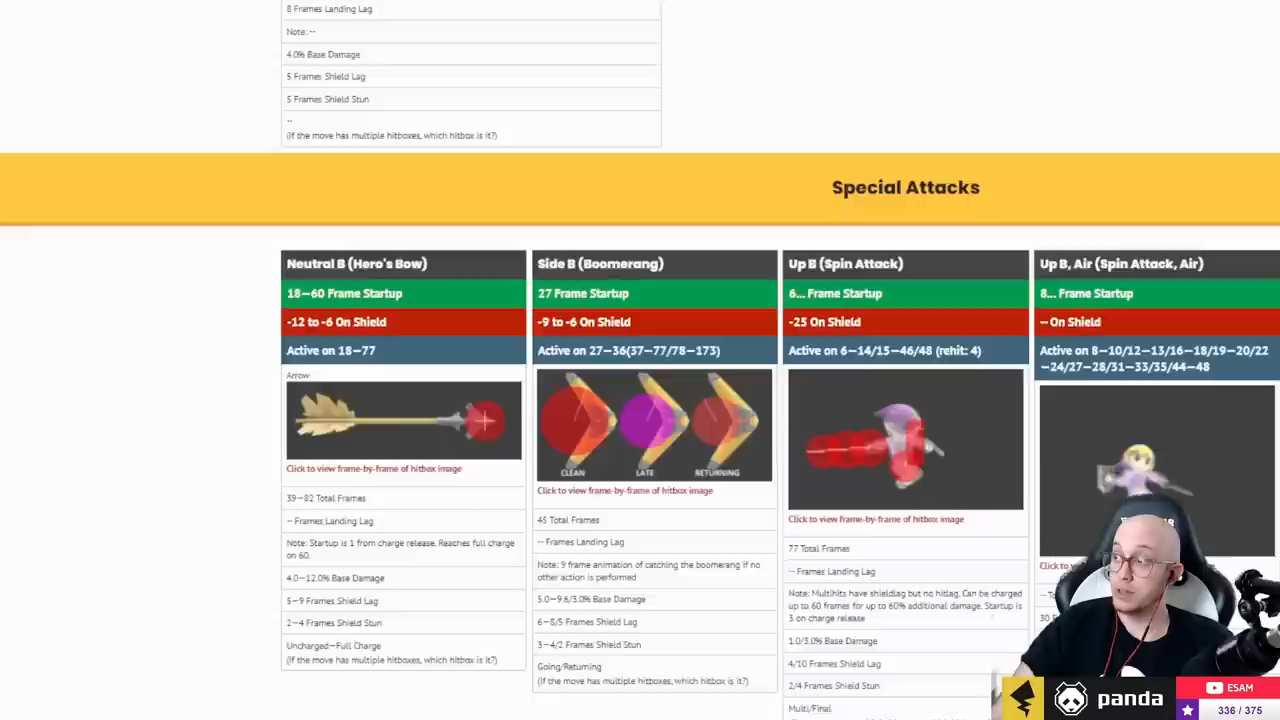 8 Frames Landing Lag
Note: --
4.0% Base Damage
5 Frames Shield Lag
5 Frames Shield Stun
--
(If the move has multiple hitboxes, which hitbox is it?)
Special Attacks
Neutral B (Hero's Bow)
18—60 Frame Startup
-12 to -6 On Shield
Active on 18—77
Arrow
Click to view frame-by-frame of hitbox image
39—82 Total Frames
-- Frames Landing Lag
Note: Startup is 1 from charge release. Reaches full charge
on 60.
4.0—12.0% Base Damage
5—9 Frames Shield Lag
2—4 Frames Shield Stun
Uncharged—Full Charge
(If the move has multiple hitboxes, which hitbox is it?)
Side B (Boomerang)
27 Frame Startup
-9 to -6 On Shield
Active on 27—36(37—77/78—173)
CLEAN
LATE
RETURNING
Click to view frame-by-frame of hitbox image
45 Total Frames
-- Frames Landing Lag
Note: 9 frame animation of catching the boomerang if no
other action is performed
5.0—9.6/3.0% Base Damage
6—8/5 Frames Shield Lag
3—4/2 Frames Shield Stun
Going/Returning
(If the move has multiple hitboxes, which hitbox is it?)
Up B (Spin Attack)
6... Frame Startup
-25 On Shield
Active on 6—14/15—46/48 (rehit: 4)
Click to view frame-by-frame of hitbox image
77 Total Frames
-- Frames Landing Lag
Note: Multihits have shieldlag but no hitlag. Can be charged
up to 60 frames for up to 60% additional damage. Startup is
3 on charge release
1.0/3.0% Base Damage
4/10 Frames Shield Lag
2/4 Frames Shield Stun
Multi/Final
Up B, Air (Spin Attack, Air)
8... Frame Startup
-- On Shield
Active on 8—10/12—13/16—18/19—20/22
—24/27—28/31—33/35/44—48
Click
30
panda
ESAM
336 / 375